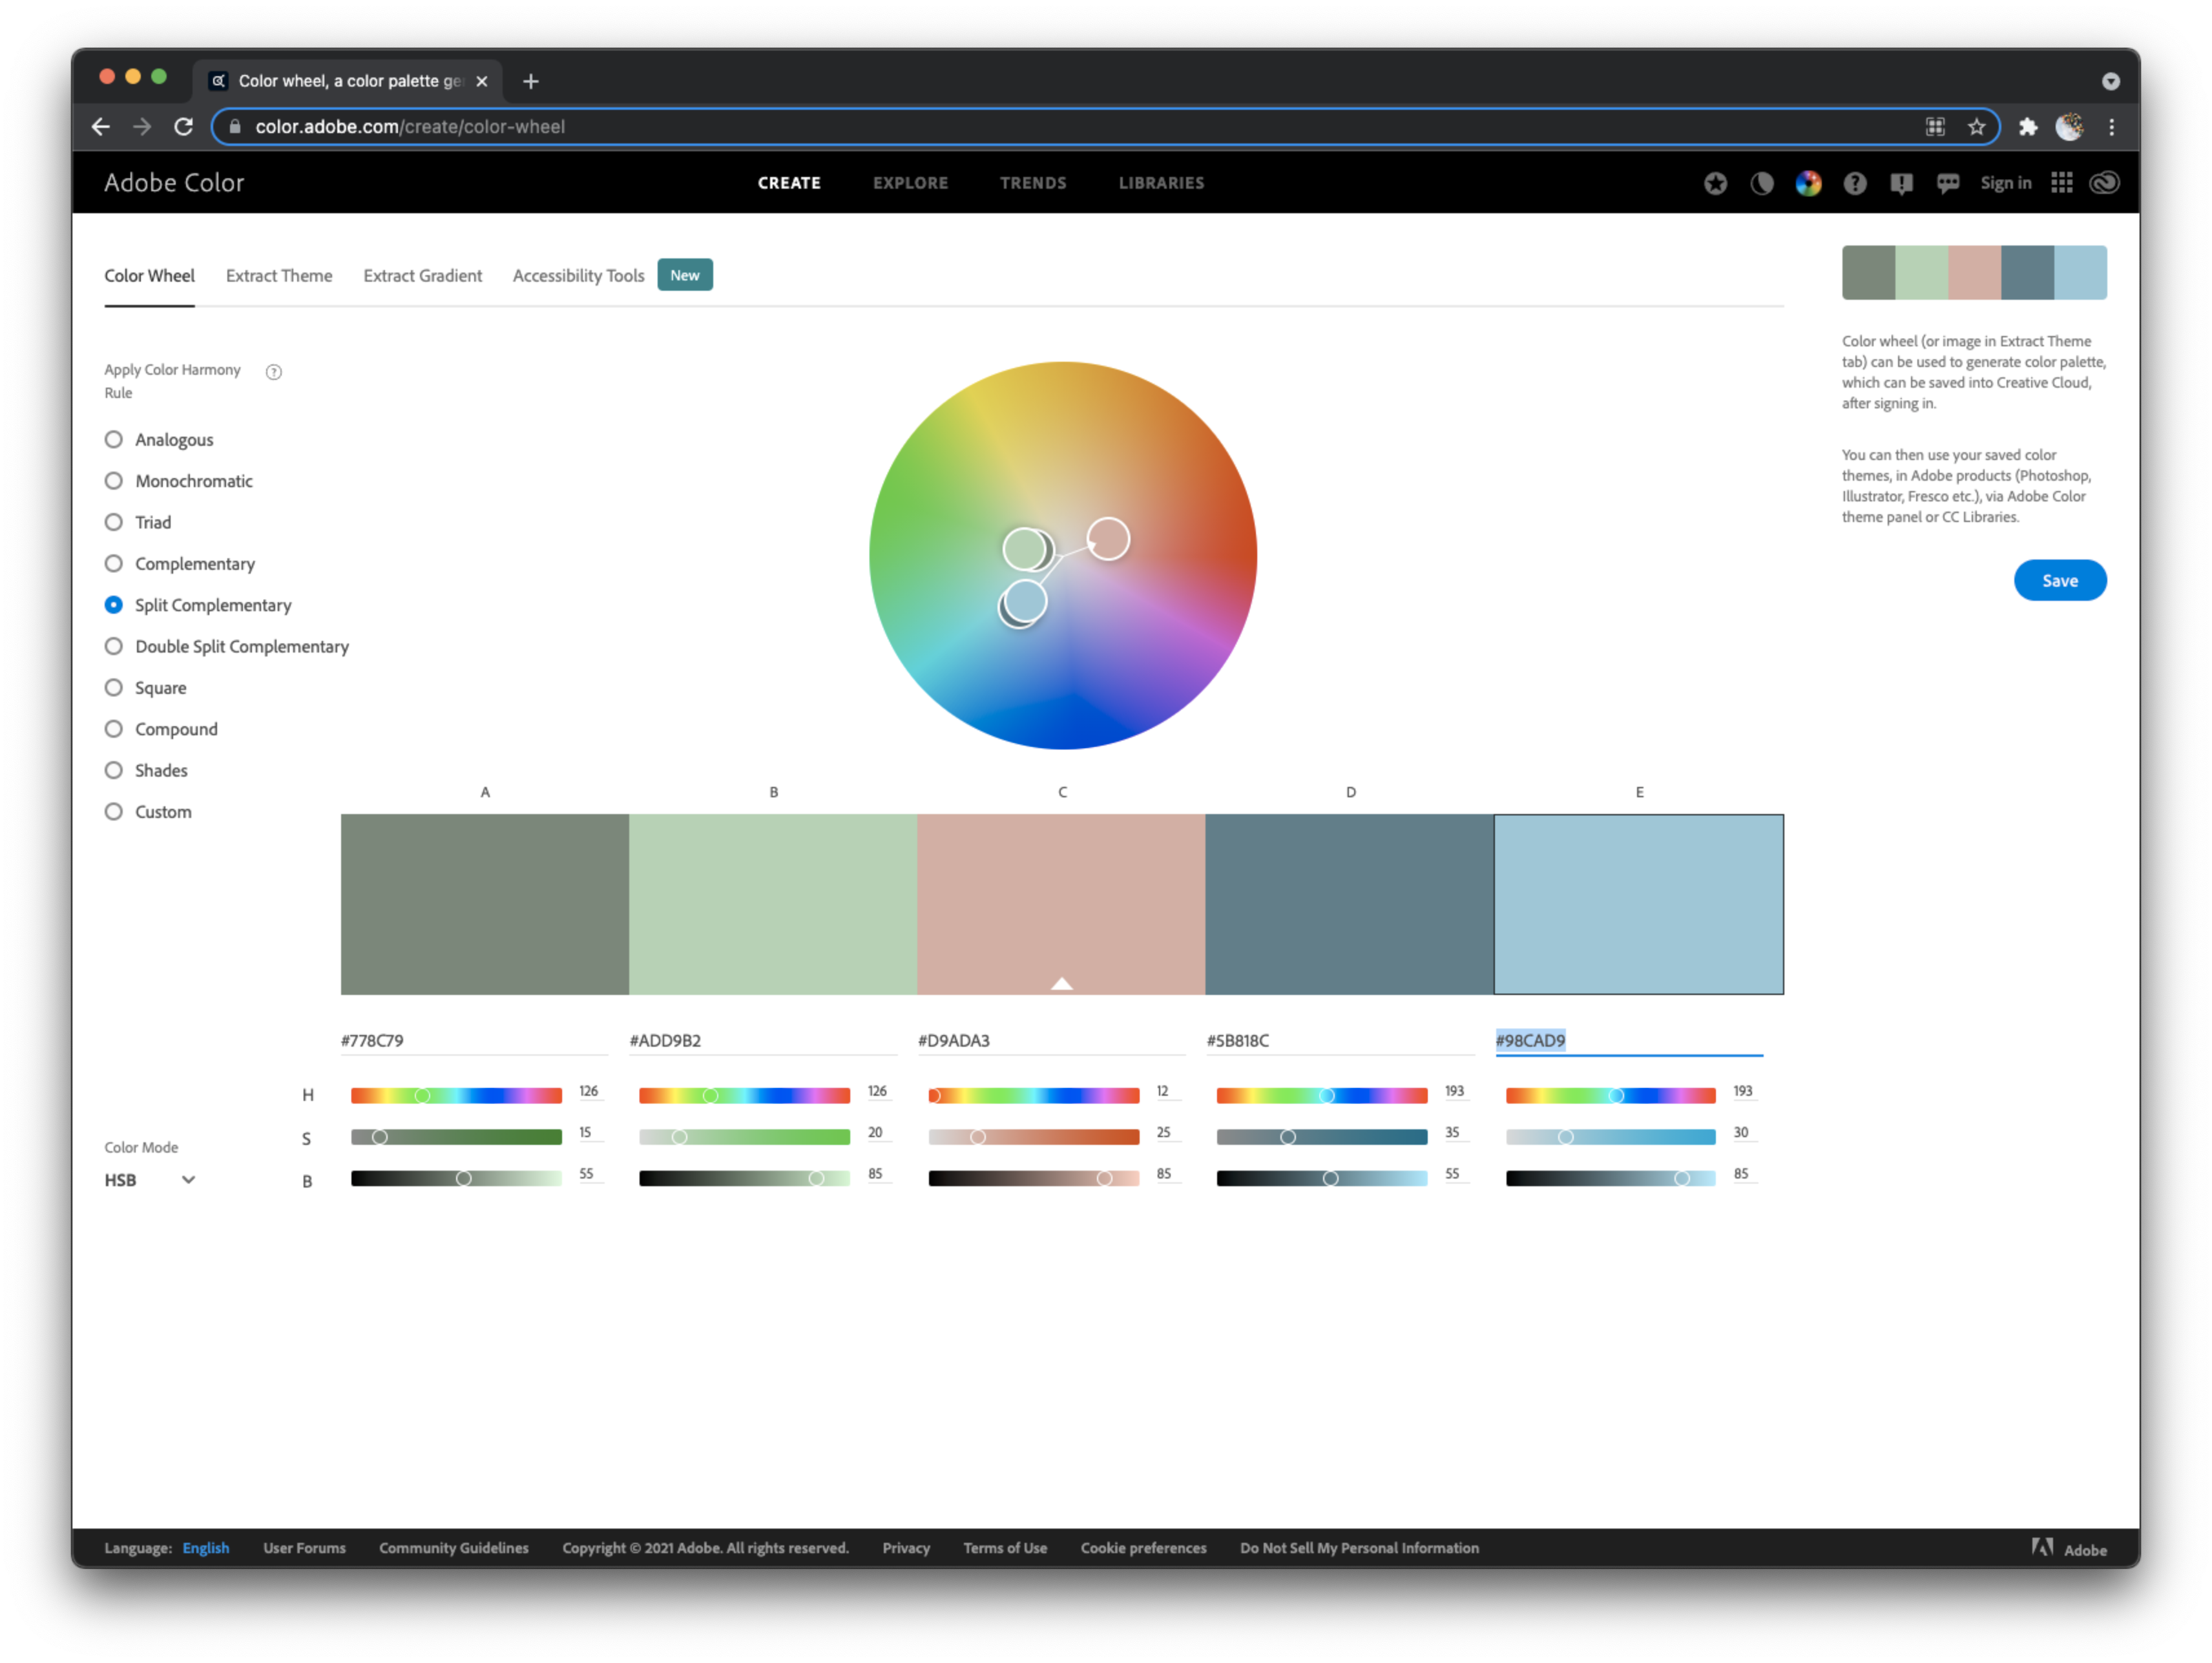 Color wheel, a color palette ge
color.adobe.com/create/color-wheel
Adobe Color
CREATE
EXPLORE
TRENDS
LIBRARIES
Sign in
Color Wheel
Extract Theme
Extract Gradient
Accessibility Tools
New
Color wheel (or image in Extract Theme
tab) can be used to generate color palette,
which can be saved into Creative Cloud,
after signing in.
You can then use your saved color
themes, in Adobe products (Photoshop,
Illustrator, Fresco etc.), via Adobe Color
theme panel or CC Libraries.
Save
Apply Color Harmony
Rule
?
Analogous
Monochromatic
Triad
Complementary
Split Complementary
Double Split Complementary
Square
Compound
Shades
Custom
A
B
C
D
E
#778C79
#ADD9B2
#D9ADA3
#5B818C
#98CAD9
H
126
126
12
193
193
S
15
20
25
35
30
B
55
85
85
55
85
Color Mode
HSB
Language: English
User Forums
Community Guidelines
Copyright © 2021 Adobe. All rights reserved.
Privacy
Terms of Use
Cookie preferences
Do Not Sell My Personal Information
Adobe